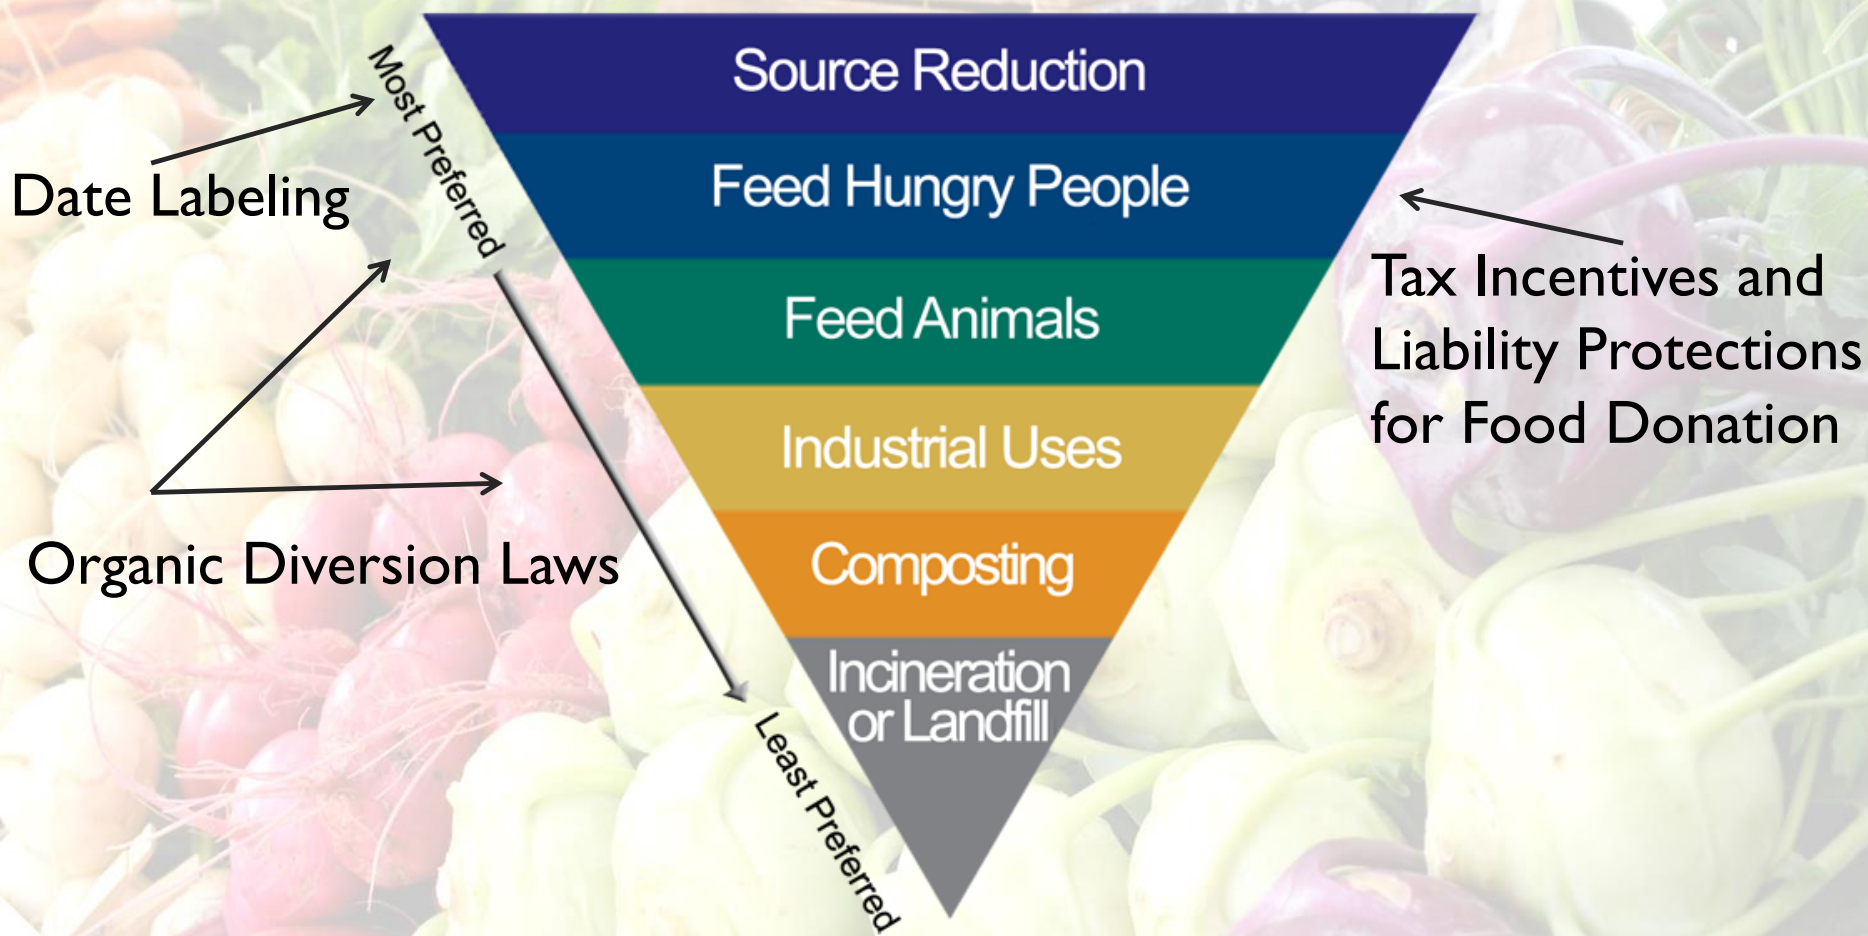 Source Reduction
Most Preferred
Feed Hungry People
Date Labeling
Feed Animals
Tax Incentives and
Liability Protections
for Food Donation
Industrial Uses
Organic Diversion Laws
Composting
Incineration
or Landfill
Least Preferred